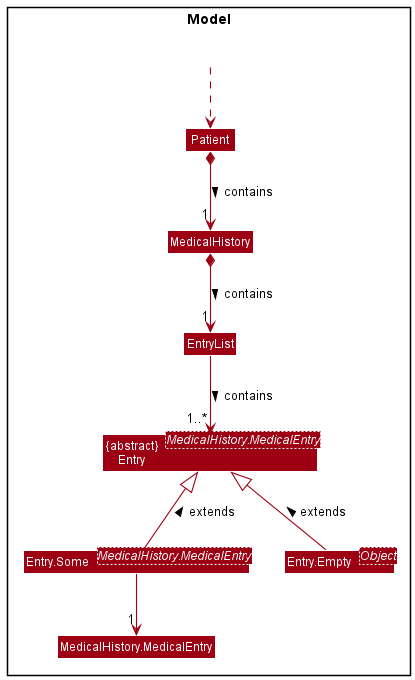 Model
Patient
contains
1
MedicalHistory
contains
1
EntryList
contains
1..*
MedicalHistory.MedicalEntry
{abstract}
Entry
extends
extends
MedicalHistory.MedicalEntry
Entry.Some
Object
Entry.Empty
1
MedicalHistory.MedicalEntry